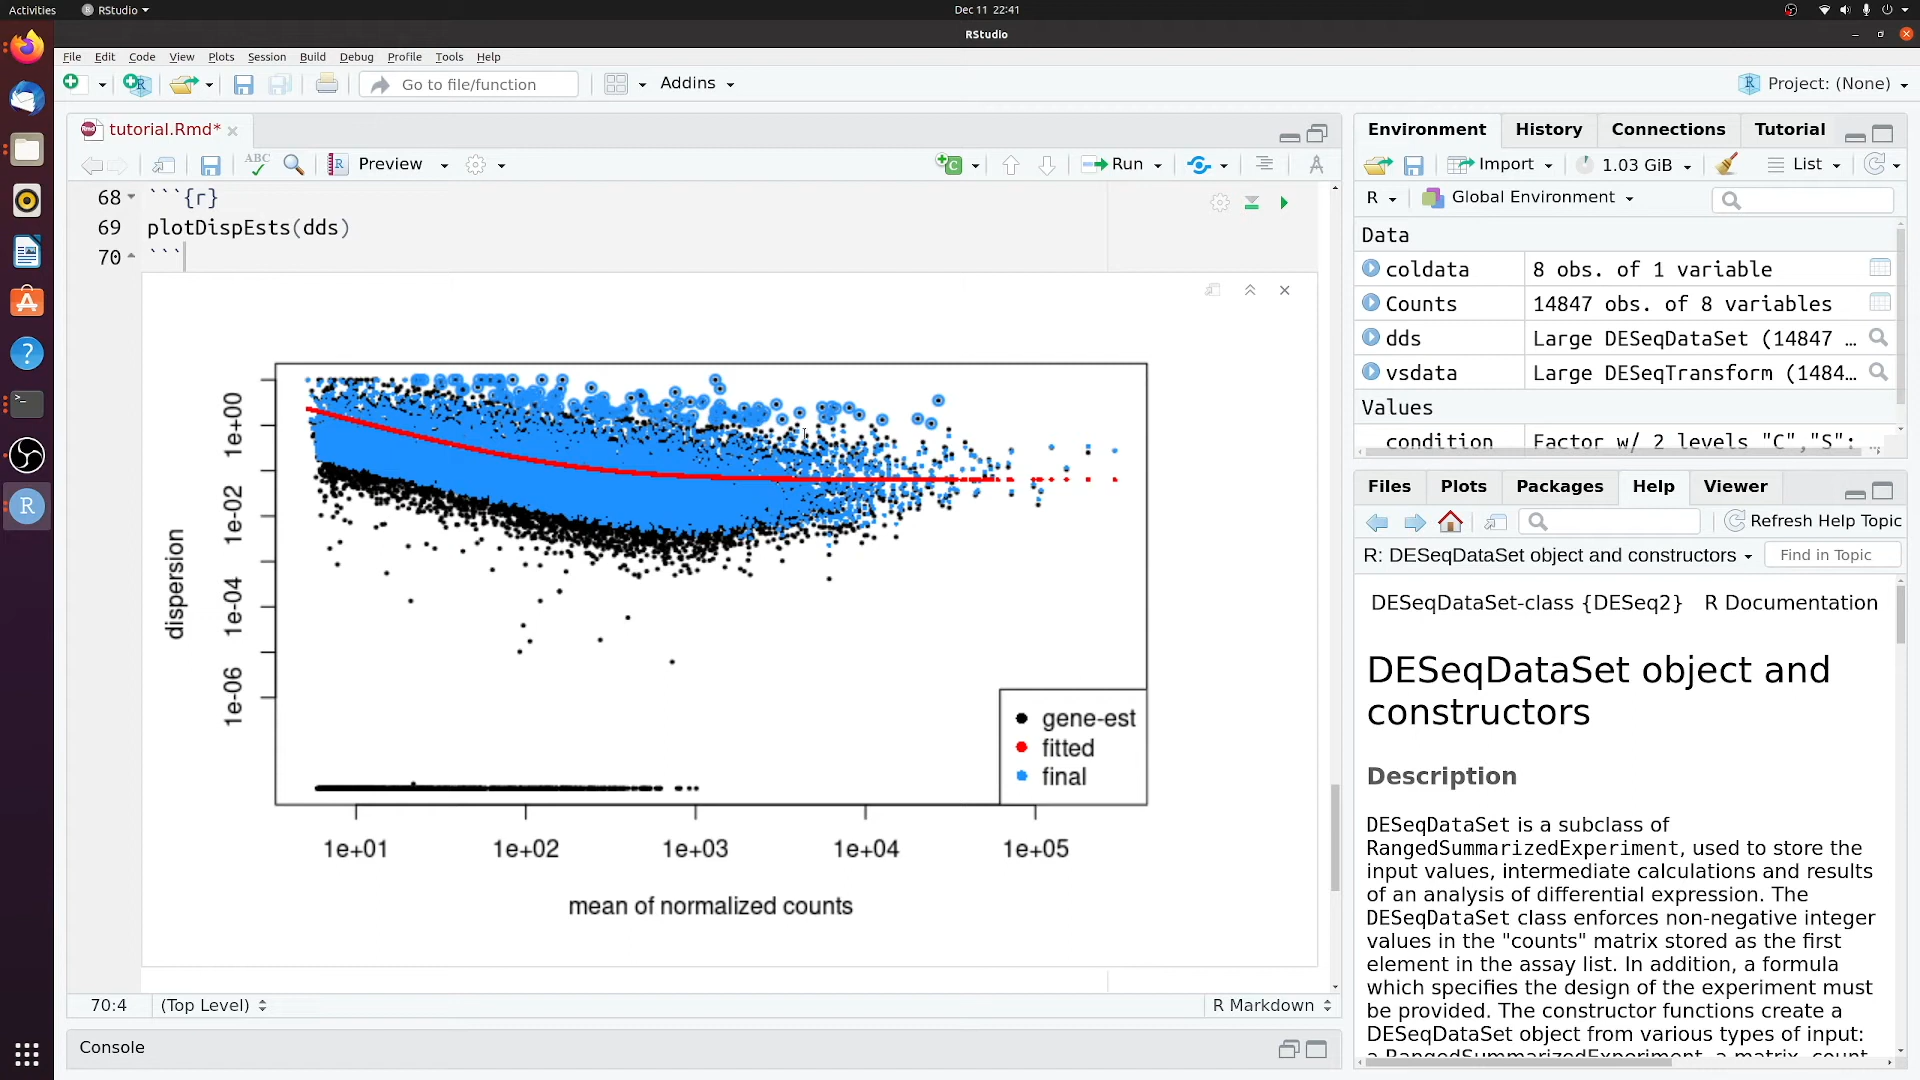 Activities RStudio Dec 11 22:41
RStudio
File Edit Code View Plots Session Build Debug Profile Tools Help
Go to file/function Addins Project: (None)
tutorial.Rmd*
ABC Preview Run
68 ```{r}
69 plotDispEsts(dds)
70 ```
1e+00
1e-02
1e-04
1e-06
dispersion
gene-est
fitted
final
1e+01 1e+02 1e+03 1e+04 1e+05
mean of normalized counts
70:4 (Top Level) R Markdown
Console
Environment History Connections Tutorial
Import 1.03 GiB List
R Global Environment
Data
coldata 8 obs. of 1 variable
Counts 14847 obs. of 8 variables
dds Large DESeqDataSet (14847 …
vsdata Large DESeqTransform (1484…
Values
condition Factor w/ 2 levels "C","S": …
Files Plots Packages Help Viewer
Refresh Help Topic
R: DESeqDataSet object and constructors Find in Topic
DESeqDataSet-class {DESeq2} R Documentation
DESeqDataSet object and
constructors
Description
DESeqDataSet is a subclass of
RangedSummarizedExperiment, used to store the
input values, intermediate calculations and results
of an analysis of differential expression. The
DESeqDataSet class enforces non-negative integer
values in the "counts" matrix stored as the first
element in the assay list. In addition, a formula
which specifies the design of the experiment must
be provided. The constructor functions create a
DESeqDataSet object from various types of input:
a RangedSummarizedExperiment, a matrix, count